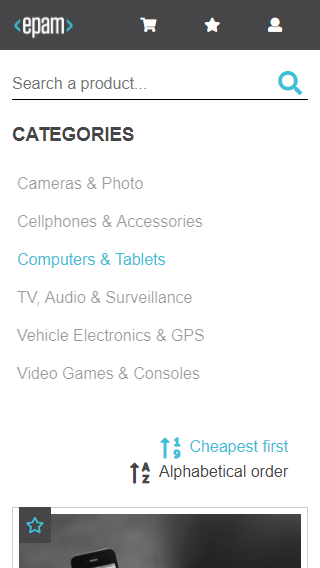 <epam>
Search a product...
CATEGORIES
Cameras & Photo
Cellphones & Accessories
Computers & Tablets
TV, Audio & Surveillance
Vehicle Electronics & GPS
Video Games & Consoles
1 9 Cheapest first
A Z Alphabetical order